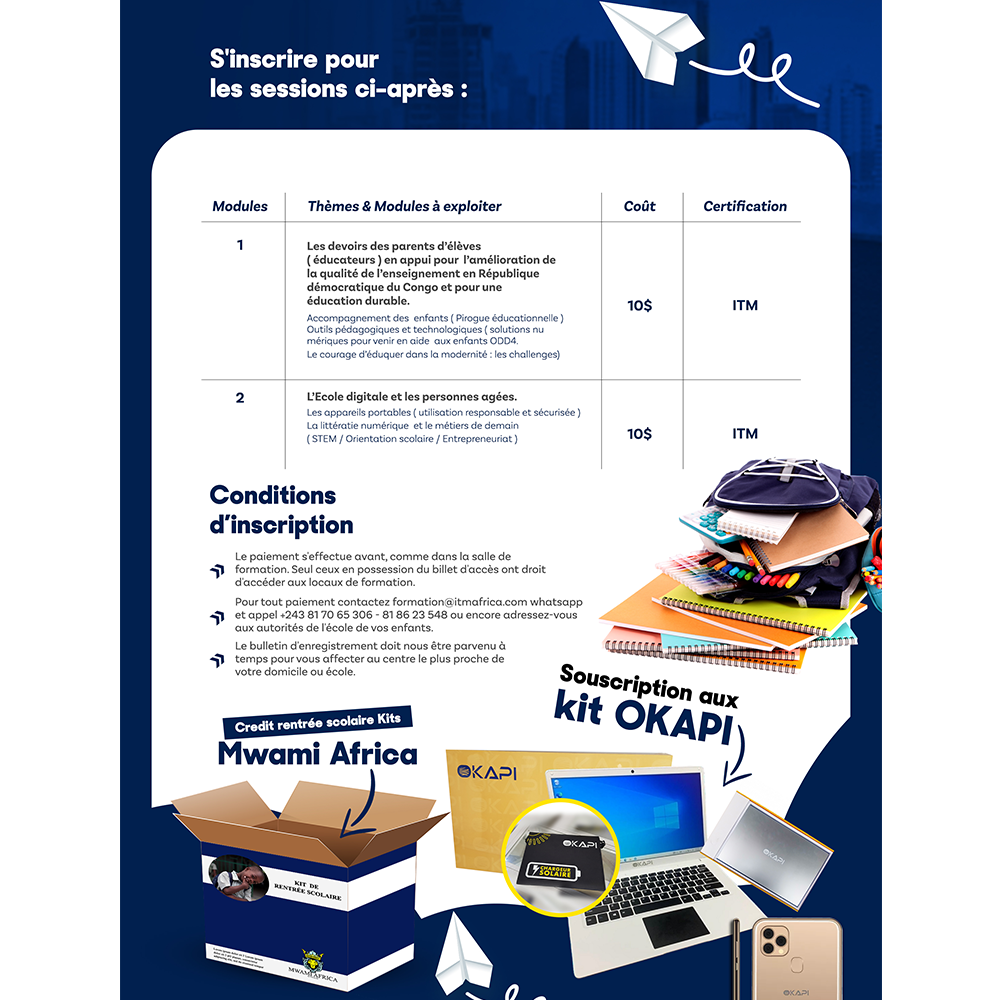 S'inscrire pour
les sessions ci-après :
Modules
Thèmes & Modules à exploiter
Coût
Certification
1
Les devoirs des parents d'élèves
( éducateurs ) en appui pour l'amélioration de
la qualité de l'enseignement en République
démocratique du Congo et pour une
éducation durable.
Accompagnement des enfants ( Pirogue éducationnelle )
Outils pédagogiques et technologiques ( solutions nu
mériques pour venir en aide aux enfants ODD4.
Le courage d'éduquer dans la modernité : les challenges)
10$
ITM
2
L'Ecole digitale et les personnes agées.
Les appareils portables ( utilisation responsable et sécurisée )
La littératie numérique et le métiers de demain
( STEM / Orientation scolaire / Entrepreneuriat )
10$
ITM
Conditions
d'inscription
Le paiement s'effectue avant, comme dans la salle de
formation. Seul ceux en possession du billet d'accès ont droit
d'accéder aux locaux de formation.
Pour tout paiement contactez formation@itmafrica.com whatsapp
et appel +243 81 70 65 306 - 81 86 23 548 ou encore adressez-vous
aux autorités de l'école de vos enfants.
Le bulletin d'enregistrement doit nous être parvenu à
temps pour vous affecter au centre le plus proche de
votre domicile ou école.
Souscription aux
kit OKAPI
Credit rentrée scolaire Kits
Mwami Africa
OKAPI
OKAPI
CHARGEUR
SOLAIRE
OKAPI
OKAPI
OKAPI
KIT DE
RENTRÉE SCOLAIRE
MWAMI AFRICA